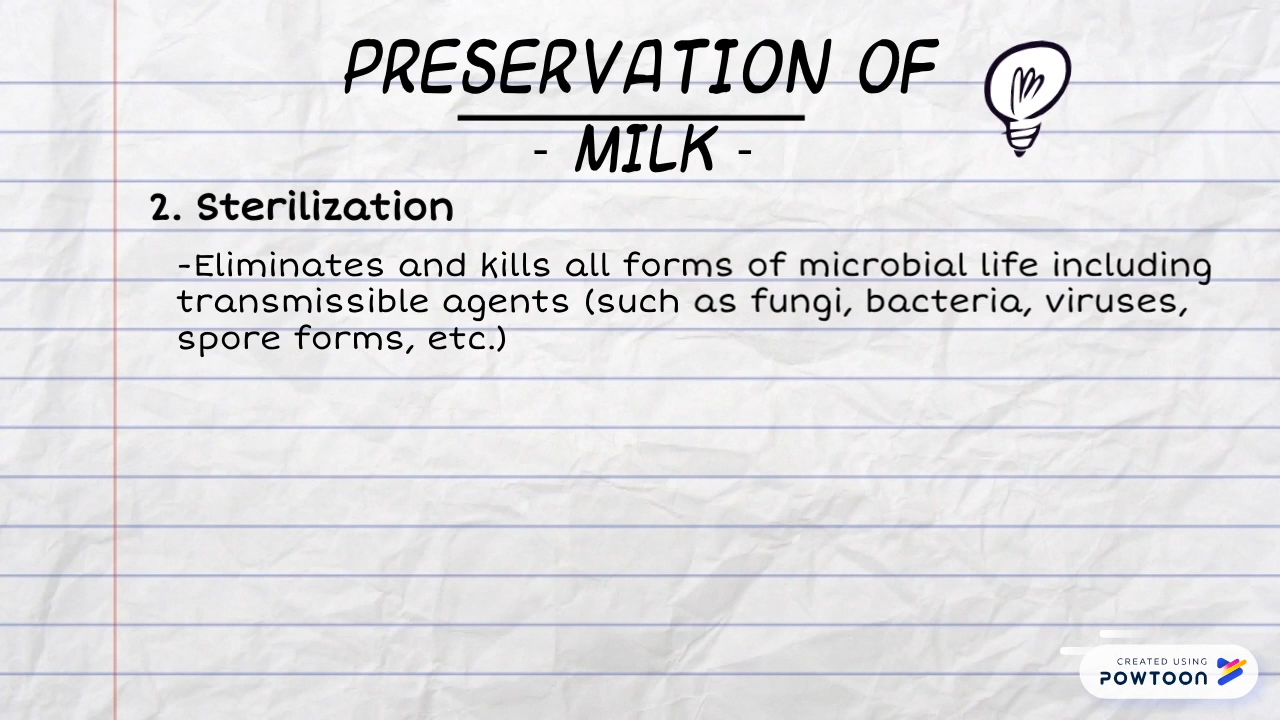 PRESERVATION OF
- MILK -
2. Sterilization
-Eliminates and kills all forms of microbial life including
transmissible agents (such as fungi, bacteria, viruses,
spore forms, etc.)
CREATED USING
POWTOON